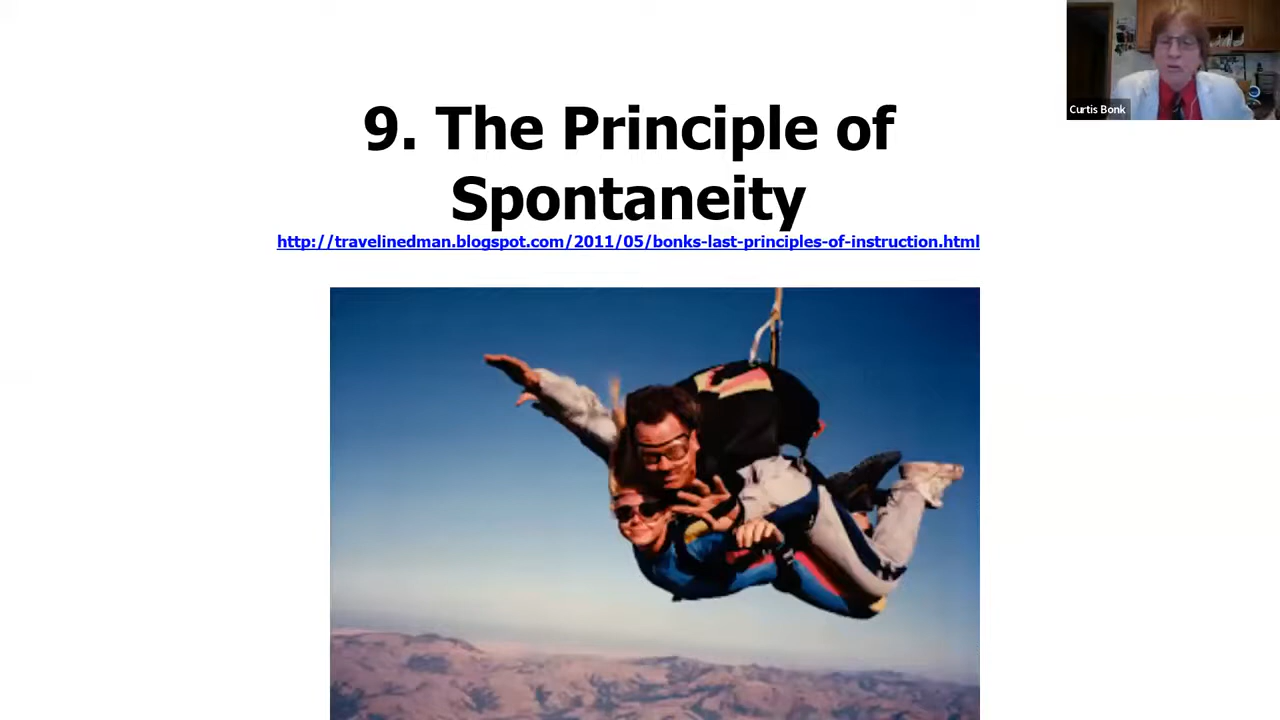 9. The Principle of
Spontaneity
http://travelinedman.blogspot.com/2011/05/bonks-last-principles-of-instruction.html
Curtis Bonk